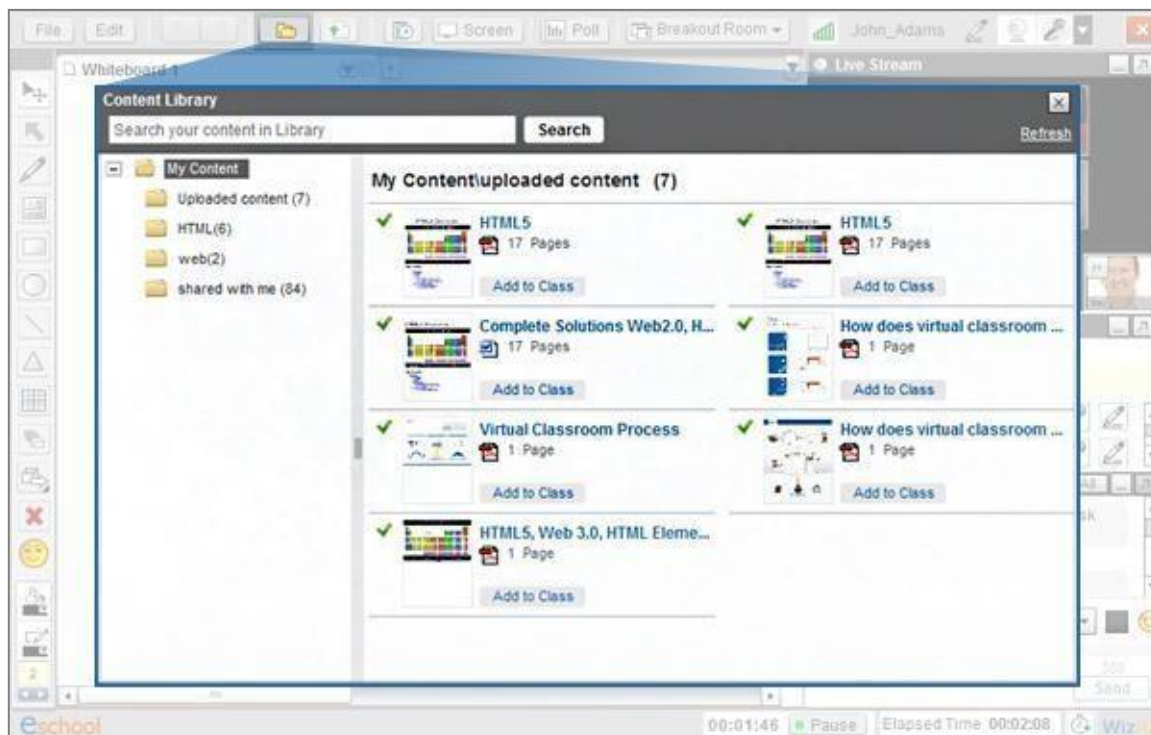 File Edit Screen Poll Breakout Room John_Adams
Whiteboard 1 Live Stream
Content Library
Search your content in Library Search Refresh
My Content
Uploaded content (7)
HTML(6)
web(2)
shared with me (84)
My Content\uploaded content (7)
HTML5 HTML5
17 Pages 17 Pages
Add to Class Add to Class
Complete Solutions Web2.0, H... How does virtual classroom ...
17 Pages 1 Page
Add to Class Add to Class
Virtual Classroom Process How does virtual classroom ...
1 Page 1 Page
Add to Class Add to Class
HTML5, Web 3.0, HTML Eleme...
1 Page
Add to Class
2
500
Send
eschool 00:01:46 Pause Elapsed Time 00:02:08